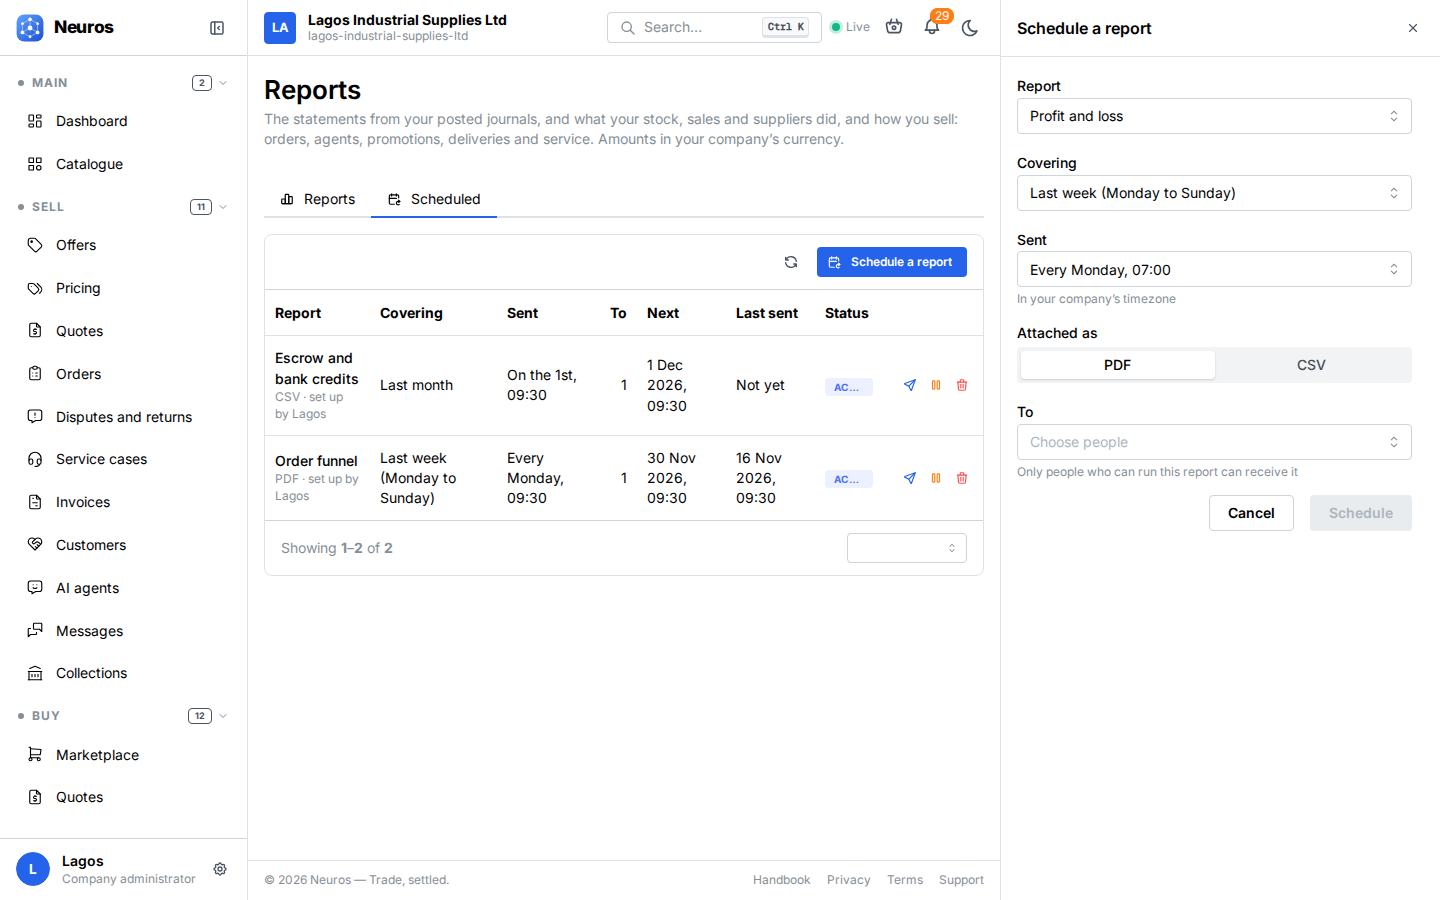 Neuros
MAIN
2
Dashboard
Catalogue
SELL
11
Offers
Pricing
Quotes
Orders
Disputes and returns
Service cases
Invoices
Customers
AI agents
Messages
Collections
BUY
12
Marketplace
Quotes
L
Lagos
Company administrator
LA
Lagos Industrial Supplies Ltd
lagos-industrial-supplies-ltd
Search...
Ctrl K
Live
29
Reports
The statements from your posted journals, and what your stock, sales and suppliers did, and how you sell:
orders, agents, promotions, deliveries and service. Amounts in your company's currency.
Reports
Scheduled
Schedule a report
Report Covering Sent To Next Last sent Status
Escrow and
bank credits
CSV · set up
by Lagos
Last month
On the 1st,
09:30
1
1 Dec
2026,
09:30
Not yet
AC...
Order funnel
PDF · set up by
Lagos
Last week
(Monday to
Sunday)
Every
Monday,
09:30
1
30 Nov
2026,
09:30
16 Nov
2026,
09:30
AC...
Showing 1–2 of 2
© 2026 Neuros — Trade, settled.
Handbook Privacy Terms Support
Schedule a report
Report
Profit and loss
Covering
Last week (Monday to Sunday)
Sent
Every Monday, 07:00
In your company's timezone
Attached as
PDF
CSV
To
Choose people
Only people who can run this report can receive it
Cancel
Schedule